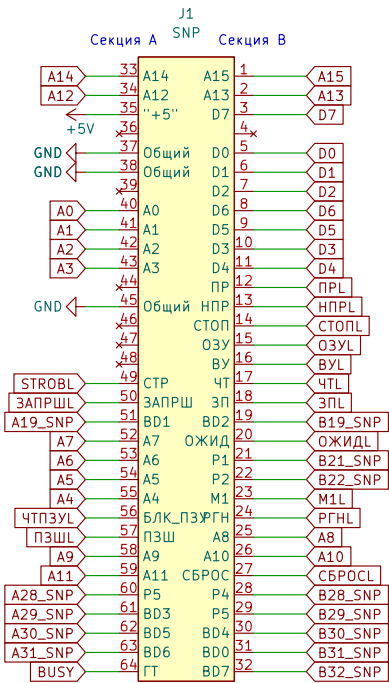 J1
SNP
Секция A Секция B
A14 33 A14 A15 1 A15
A12 34 A12 A13 2 A13
35 "+5" D7 3 D7
+5V 36 4
GND 37 Общий D0 5 D0
GND 38 Общий D1 6 D1
39 D2 7 D2
A0 40 A0 D6 8 D6
A1 41 A1 D5 9 D5
A2 42 A2 D3 10 D3
A3 43 A3 D4 11 D4
44 ПР 12 ПРL
GND 45 Общий НПР 13 НПРL
46 СТОП 14 СТОПL
47 ОЗУ 15 ОЗУL
48 ВУ 16 ВУL
STROBL 49 СТР ЧТ 17 ЧТL
ЗАПРШL 50 ЗАПРШ ЗП 18 ЗПL
A19_SNP 51 BD1 BD2 19 B19_SNP
A7 52 A7 ОЖИД 20 ОЖИДL
A6 53 A6 P1 21 B21_SNP
A5 54 A5 P2 22 B22_SNP
A4 55 A4 M1 23 M1L
ЧТПЗУL 56 БЛК_ПЗУ РГН 24 РГНL
ПЗШL 57 ПЗШ A8 25 A8
A9 58 A9 A10 26 A10
A11 59 A11 СБРОС 27 СБРОСL
A28_SNP 60 P5 P4 28 B28_SNP
A29_SNP 61 BD3 P5 29 B29_SNP
A30_SNP 62 BD5 BD4 30 B30_SNP
A31_SNP 63 BD6 BD0 31 B31_SNP
BUSY 64 ГТ BD7 32 B32_SNP